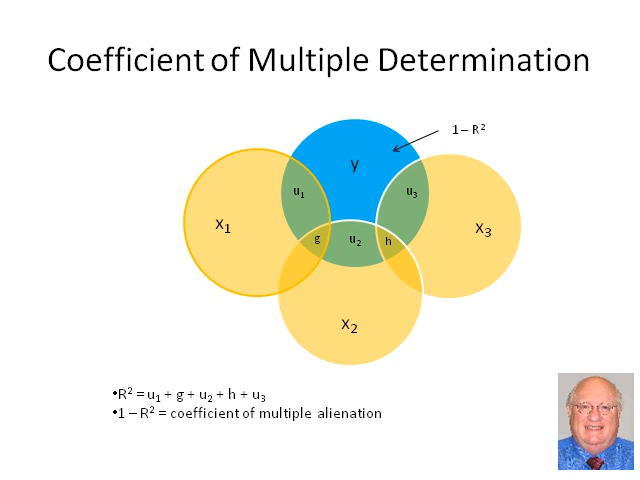 Coefficient of Multiple Determination
1 – R²
y
u₁
u₃
x₁
x₃
g
u₂
h
x₂
•R² = u₁ + g + u₂ + h + u₃
•1 – R² = coefficient of multiple alienation